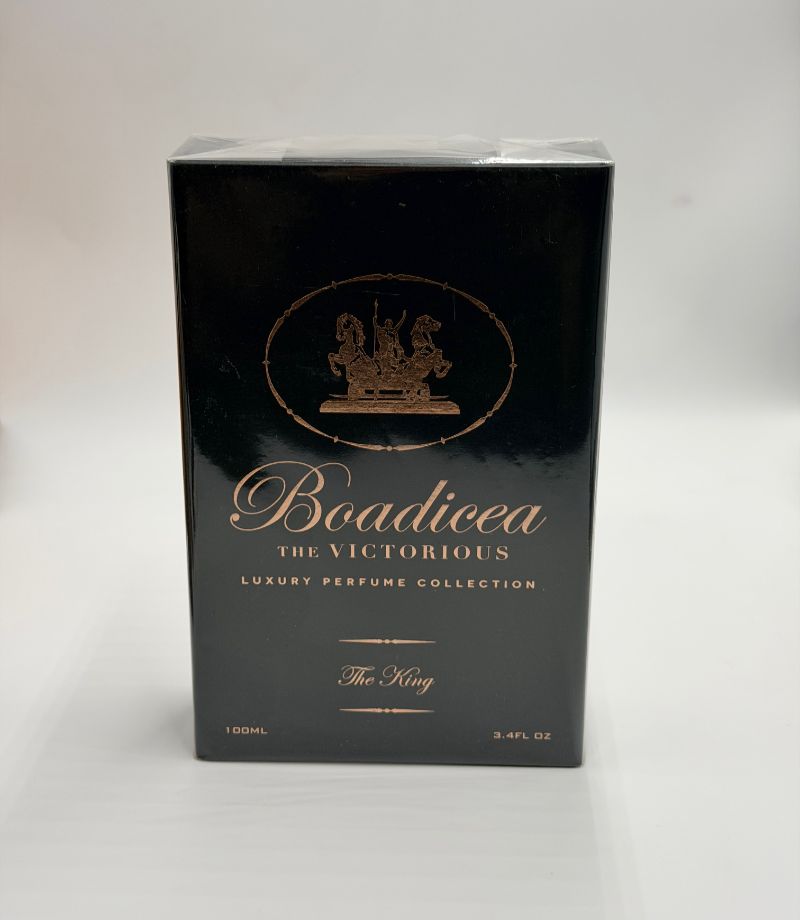 Boadicea
THE VICTORIOUS
LUXURY PERFUME COLLECTION
The King
100ML 3.4FL OZ